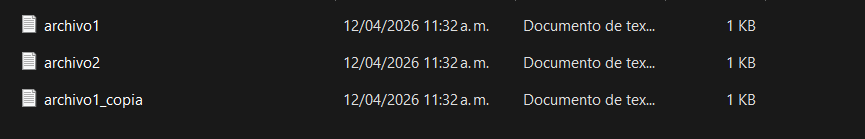 archivo1 12/04/2026 11:32 a. m. Documento de tex... 1 KB
archivo2 12/04/2026 11:32 a. m. Documento de tex... 1 KB
archivo1_copia 12/04/2026 11:32 a. m. Documento de tex... 1 KB